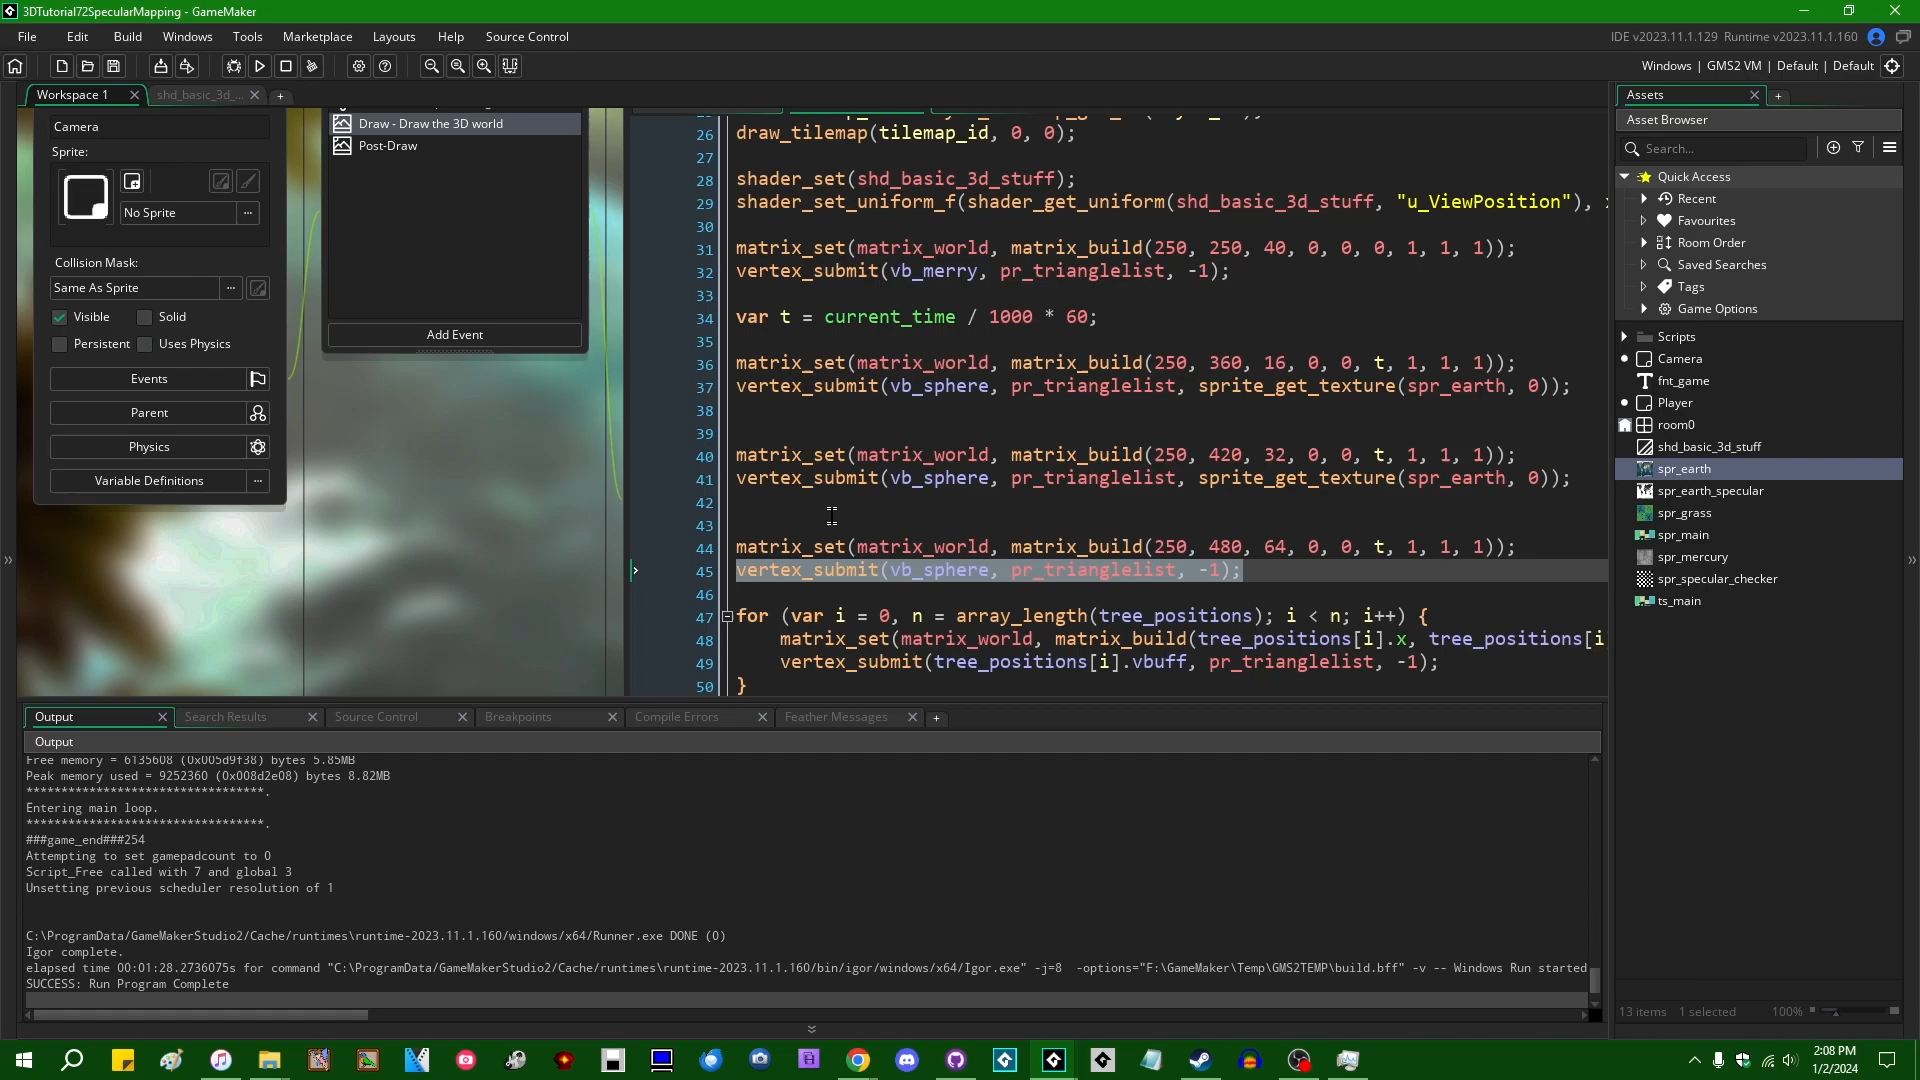 3DTutorial72SpecularMapping - GameMaker
File Edit Build Windows Tools Marketplace Layouts Help Source Control
IDE v2023.11.1.129 Runtime v2023.11.1.160
Windows | GMS2 VM | Default | Default
Workspace 1
shd_basic_3d_...
Camera
Sprite:
No Sprite
Collision Mask:
Same As Sprite
Visible Solid
Persistent Uses Physics
Events
Parent
Physics
Variable Definitions
Draw - Draw the 3D world
Post-Draw
Add Event
26 draw_tilemap(tilemap_id, 0, 0);
27
28 shader_set(shd_basic_3d_stuff);
29 shader_set_uniform_f(shader_get_uniform(shd_basic_3d_stuff, "u_ViewPosition"),
30
31 matrix_set(matrix_world, matrix_build(250, 250, 40, 0, 0, 0, 1, 1, 1));
32 vertex_submit(vb_merry, pr_trianglelist, -1);
33
34 var t = current_time / 1000 * 60;
35
36 matrix_set(matrix_world, matrix_build(250, 360, 16, 0, 0, t, 1, 1, 1));
37 vertex_submit(vb_sphere, pr_trianglelist, sprite_get_texture(spr_earth, 0));
38
39
40 matrix_set(matrix_world, matrix_build(250, 420, 32, 0, 0, t, 1, 1, 1));
41 vertex_submit(vb_sphere, pr_trianglelist, sprite_get_texture(spr_earth, 0));
42
43
44 matrix_set(matrix_world, matrix_build(250, 480, 64, 0, 0, t, 1, 1, 1));
45 vertex_submit(vb_sphere, pr_trianglelist, -1);
46
47 for (var i = 0, n = array_length(tree_positions); i < n; i++) {
48 matrix_set(matrix_world, matrix_build(tree_positions[i].x, tree_positions[i
49 vertex_submit(tree_positions[i].vbuff, pr_trianglelist, -1);
50 }
Assets
Asset Browser
Search...
Quick Access
Recent
Favourites
Room Order
Saved Searches
Tags
Game Options
Scripts
Camera
fnt_game
Player
room0
shd_basic_3d_stuff
spr_earth
spr_earth_specular
spr_grass
spr_main
spr_mercury
spr_specular_checker
ts_main
13 items 1 selected 100%
Output Search Results Source Control Breakpoints Compile Errors Feather Messages
Output
Free memory = 6135608 (0x005d9f38) bytes 5.85MB
Peak memory used = 9252360 (0x008d2e08) bytes 8.82MB
**********************************.
Entering main loop.
**********************************.
###game_end###254
Attempting to set gamepadcount to 0
Script_Free called with 7 and global 3
Unsetting previous scheduler resolution of 1
C:\ProgramData/GameMakerStudio2/Cache/runtimes\runtime-2023.11.1.160/windows/x64/Runner.exe DONE (0)
Igor complete.
elapsed time 00:01:28.2736075s for command "C:\ProgramData/GameMakerStudio2/Cache/runtimes\runtime-2023.11.1.160/bin/igor/windows/x64/Igor.exe" -j=8 -options="F:\GameMaker\Temp\GMS2TEMP\build.bff" -v -- Windows Run started
SUCCESS: Run Program Complete
2:08 PM
1/2/2024